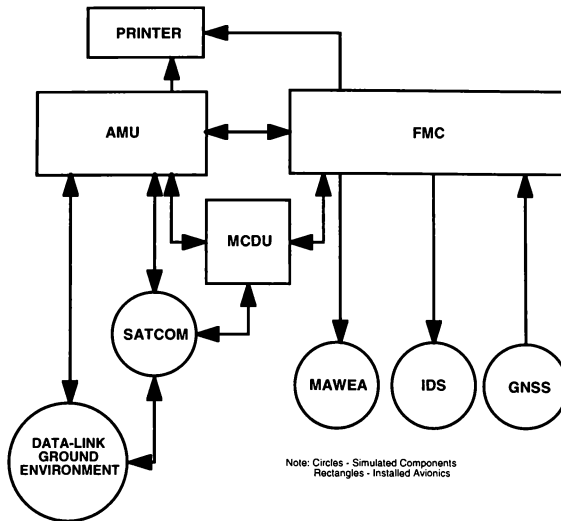 PRINTER
AMU
FMC
MCDU
SATCOM
MAWEA
IDS
GNSS
DATA-LINK
GROUND
ENVIRONMENT
Note: Circles - Simulated Components
Rectangles - Installed Avionics